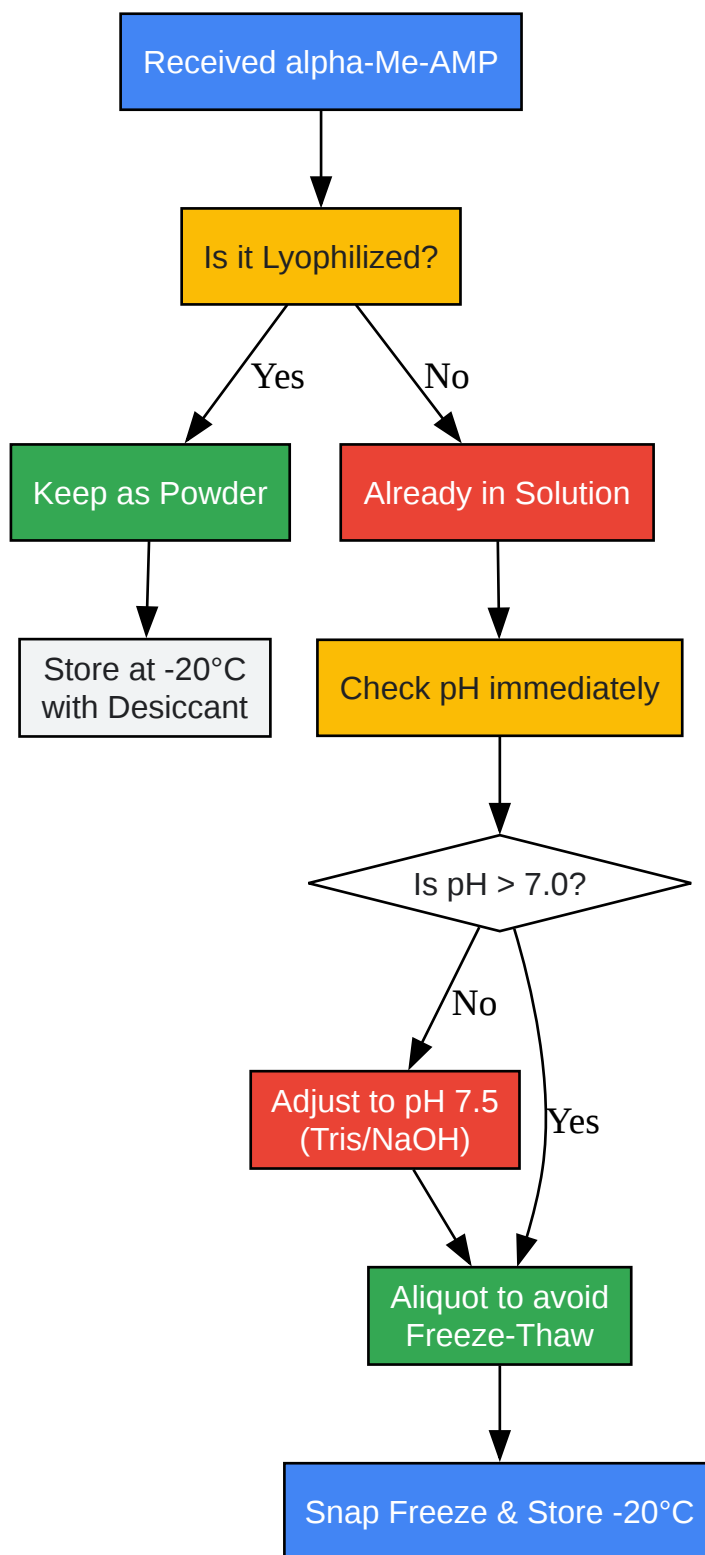 Received alpha-Me-AMP
Is it Lyophilized?
Yes
No
Keep as Powder
Already in Solution
Store at -20°C
with Desiccant
Check pH immediately
Is pH > 7.0?
No
Adjust to pH 7.5
(Tris/NaOH)
Yes
Aliquot to avoid
Freeze-Thaw
Snap Freeze & Store -20°C